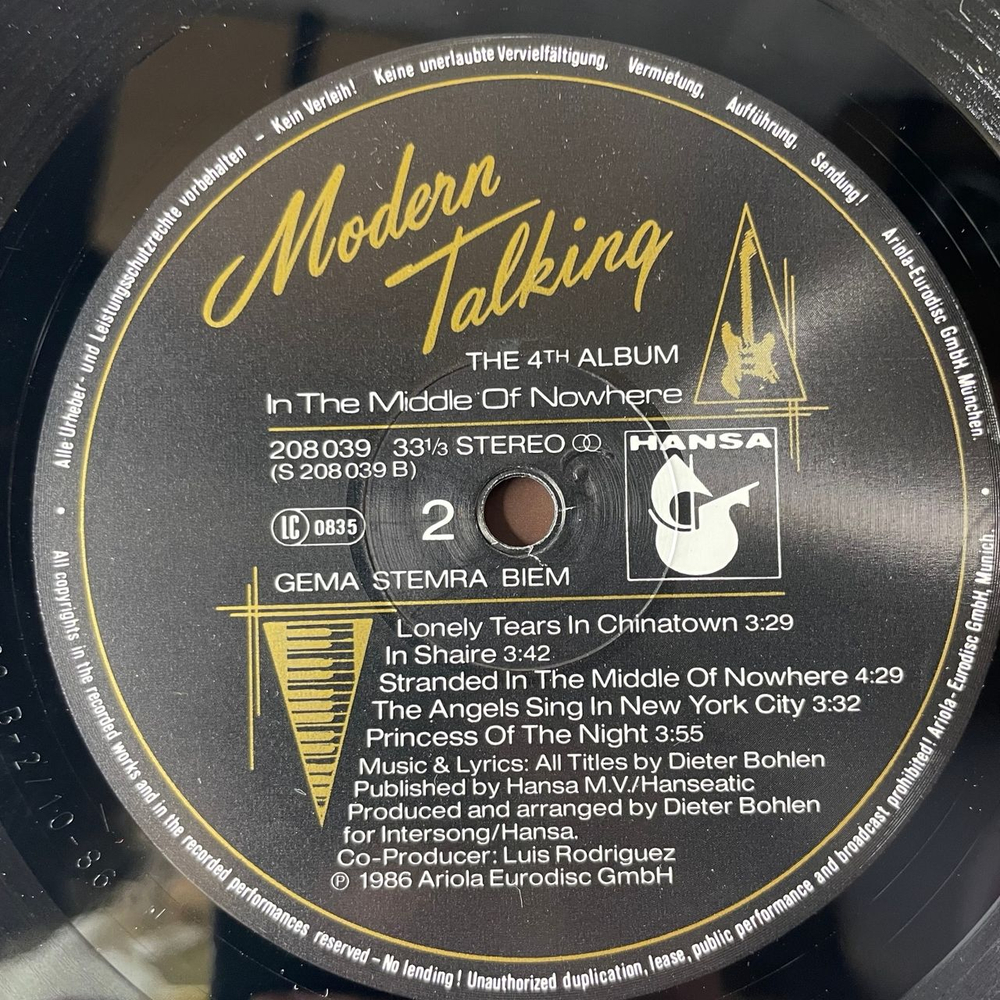 Alle Urheber- und Leistungsschutzrechte vorbehalten – Kein Verleih! Keine unerlaubte Vervielfältigung, Vermietung, Aufführung, Sendung! Ariola-Eurodisc GmbH, München.
Modern
Talking
THE 4TH ALBUM
In The Middle Of Nowhere
208 039 33 1/3 STEREO
(S 208 039 B)
HANSA
LC 0835
2
GEMA STEMRA BIEM
Lonely Tears In Chinatown 3:29
In Shaire 3:42
Stranded In The Middle Of Nowhere 4:29
The Angels Sing In New York City 3:32
Princess Of The Night 3:55
Music & Lyrics: All Titles by Dieter Bohlen
Published by Hansa M.V./Hanseatic
Produced and arranged by Dieter Bohlen
for Intersong/Hansa.
Co-Producer: Luis Rodriguez
℗ 1986 Ariola Eurodisc GmbH
All copyrights in the recorded works and in the recorded performances reserved – No lending! Unauthorized duplication, lease, public performance and broadcast prohibited! Ariola-Eurodisc GmbH, Munich.
B-2/10-86